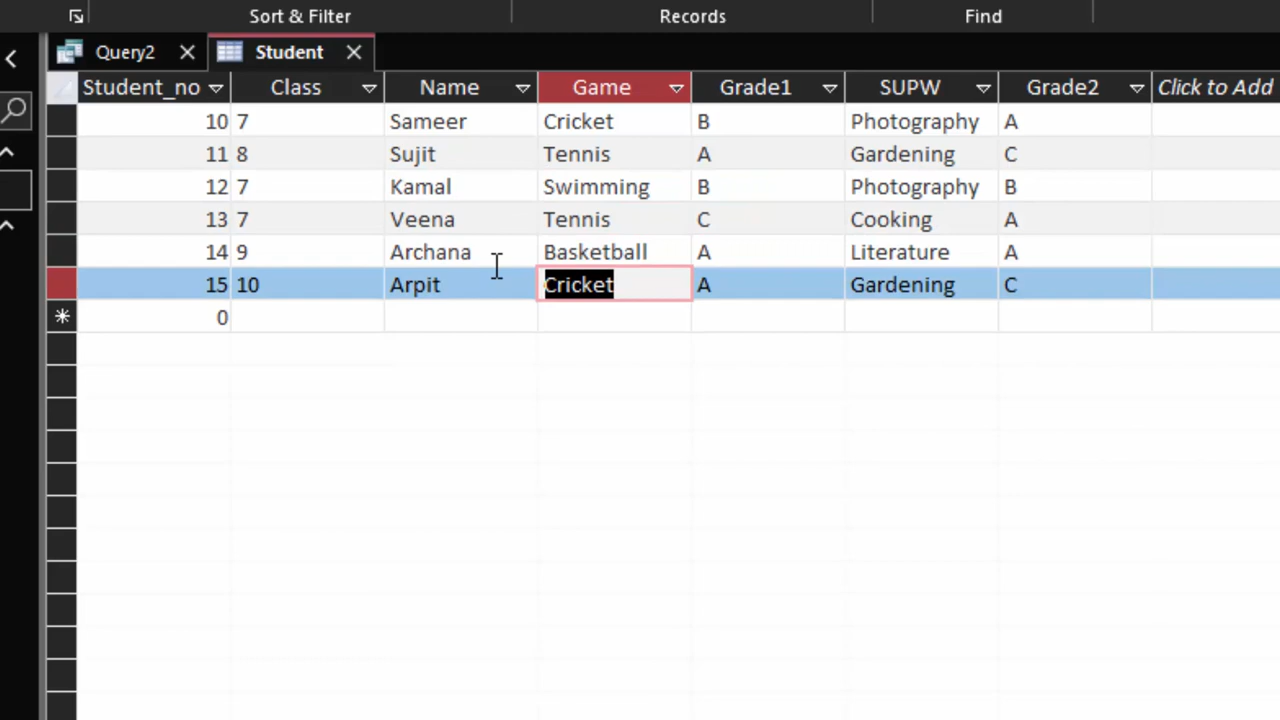 Sort & Filter Records Find
Query2 Student
Student_no Class Name Game Grade1 SUPW Grade2 Click to Add
10 7 Sameer Cricket B Photography A
11 8 Sujit Tennis A Gardening C
12 7 Kamal Swimming B Photography B
13 7 Veena Tennis C Cooking A
14 9 Archana Basketball A Literature A
15 10 Arpit Cricket A Gardening C
0